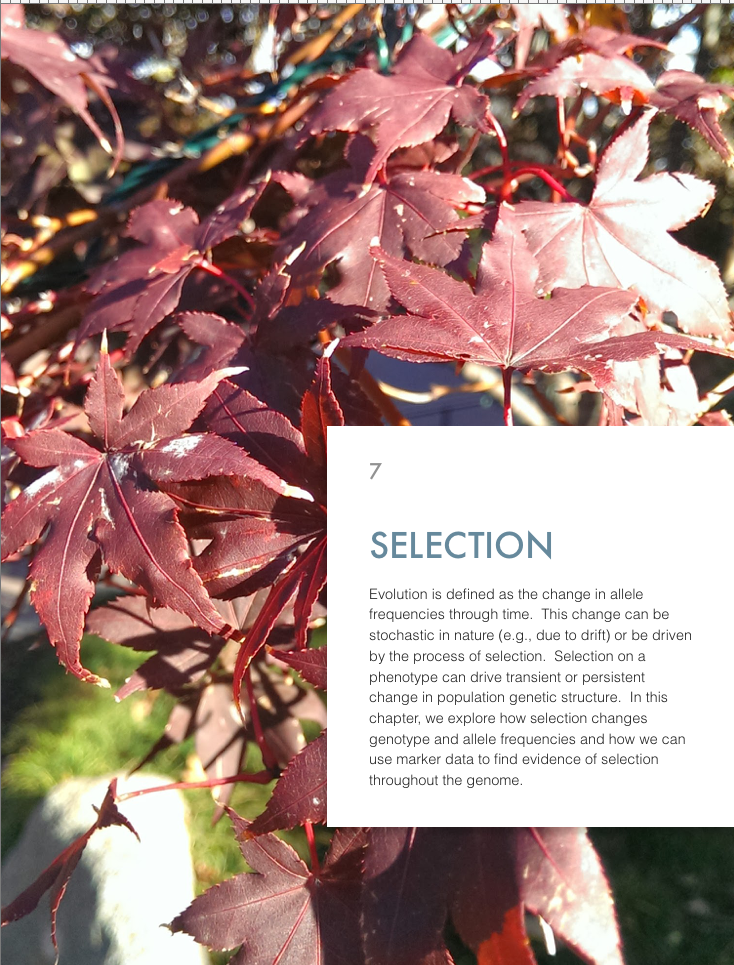 7
SELECTION
Evolution is defined as the change in allele
frequencies through time.  This change can be
stochastic in nature (e.g., due to drift) or be driven
by the process of selection.  Selection on a
phenotype can drive transient or persistent
change in population genetic structure.  In this
chapter, we explore how selection changes
genotype and allele frequencies and how we can
use marker data to find evidence of selection
throughout the genome.